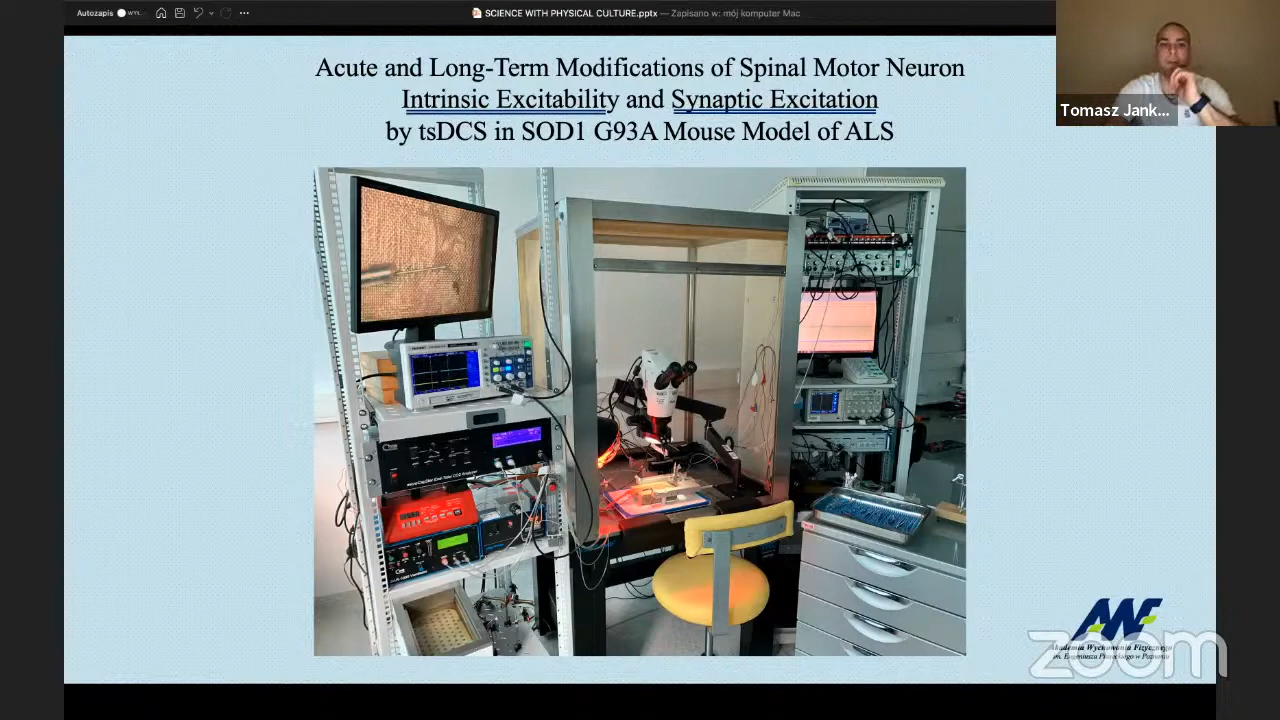 Autozapis
SCIENCE WITH PHYSICAL CULTURE.pptx — Zapisano w: mój komputer Mac
Acute and Long-Term Modifications of Spinal Motor Neuron
Intrinsic Excitability and Synaptic Excitation
by tsDCS in SOD1 G93A Mouse Model of ALS
Tomasz Jank...
AWF
Akademia Wychowania Fizycznego
im. Eugeniusza Piaseckiego w Poznaniu
zoom